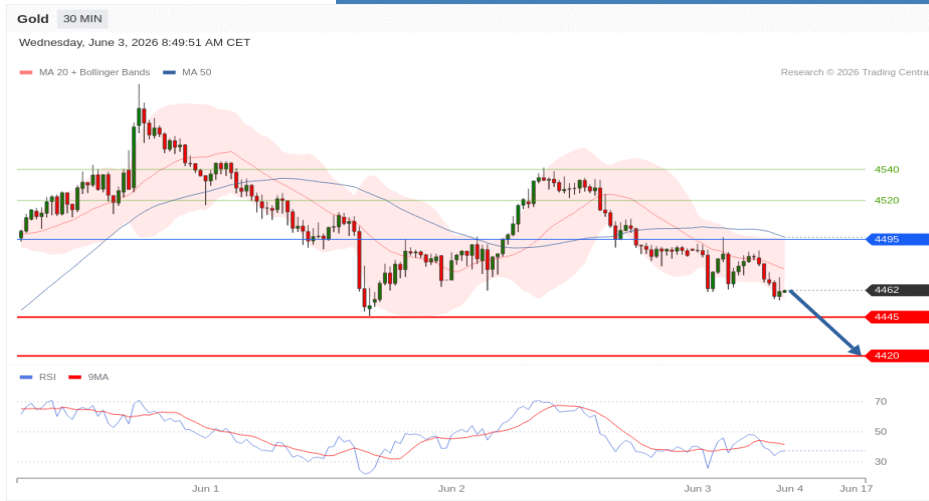 Gold 30 MIN
Wednesday, June 3, 2026 8:49:51 AM CET
MA 20 + Bollinger Bands MA 50
Research © 2026 Trading Centra
4540
4520
4495
4462
4445
4420
RSI 9MA
70
50
30
Jun 1 Jun 2 Jun 3 Jun 4 Jun 17